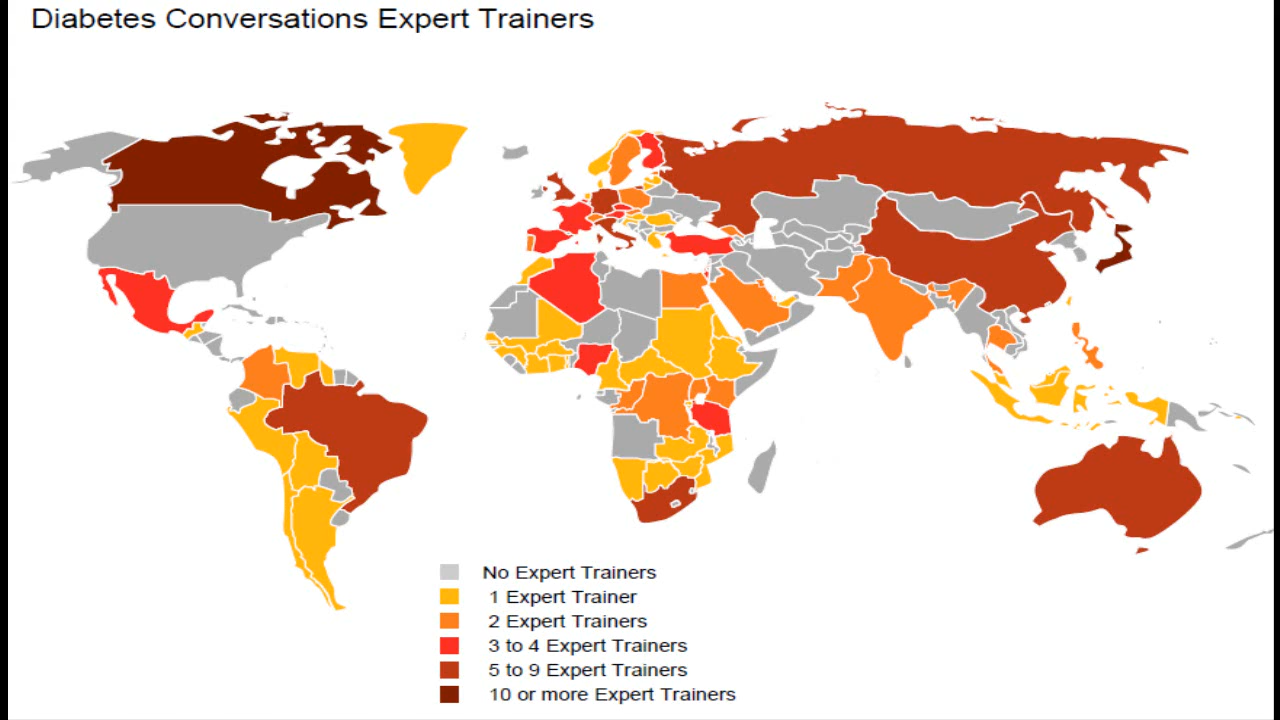 Diabetes Conversations Expert Trainers
No Expert Trainers
1 Expert Trainer
2 Expert Trainers
3 to 4 Expert Trainers
5 to 9 Expert Trainers
10 or more Expert Trainers